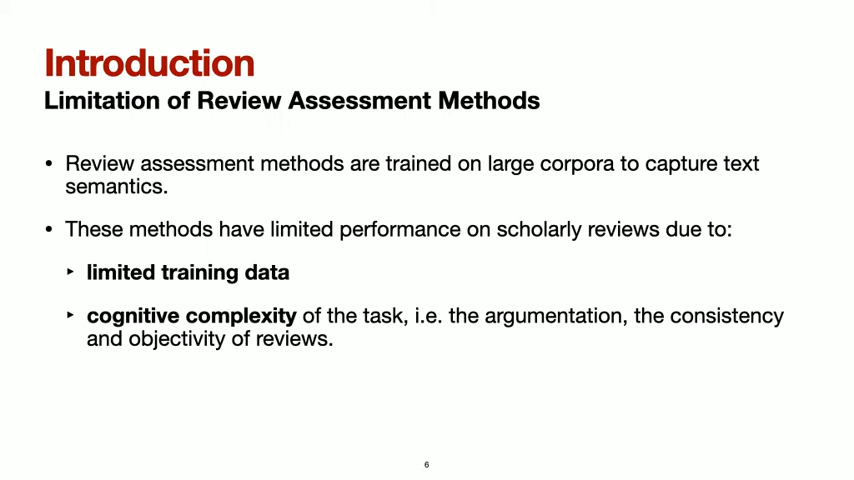 Introduction
Limitation of Review Assessment Methods
• Review assessment methods are trained on large corpora to capture text
semantics.
• These methods have limited performance on scholarly reviews due to:
‣ limited training data
‣ cognitive complexity of the task, i.e. the argumentation, the consistency
and objectivity of reviews.
6